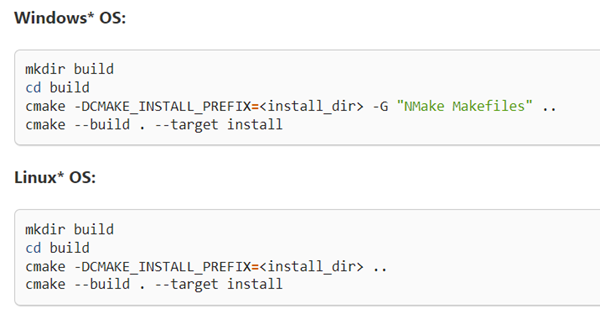 Windows* OS:
mkdir build
cd build
cmake -DCMAKE_INSTALL_PREFIX=<install_dir> -G "NMake Makefiles" ..
cmake --build . --target install
Linux* OS:
mkdir build
cd build
cmake -DCMAKE_INSTALL_PREFIX=<install_dir> ..
cmake --build . --target install